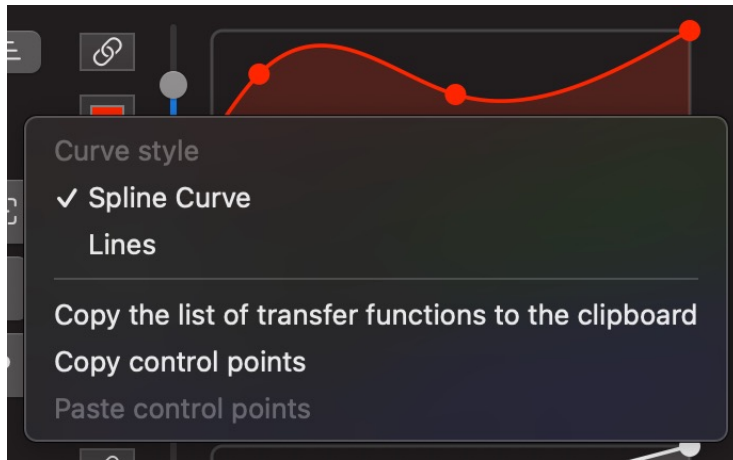 Curve style
Spline Curve
Lines
Copy the list of transfer functions to the clipboard
Copy control points
Paste control points